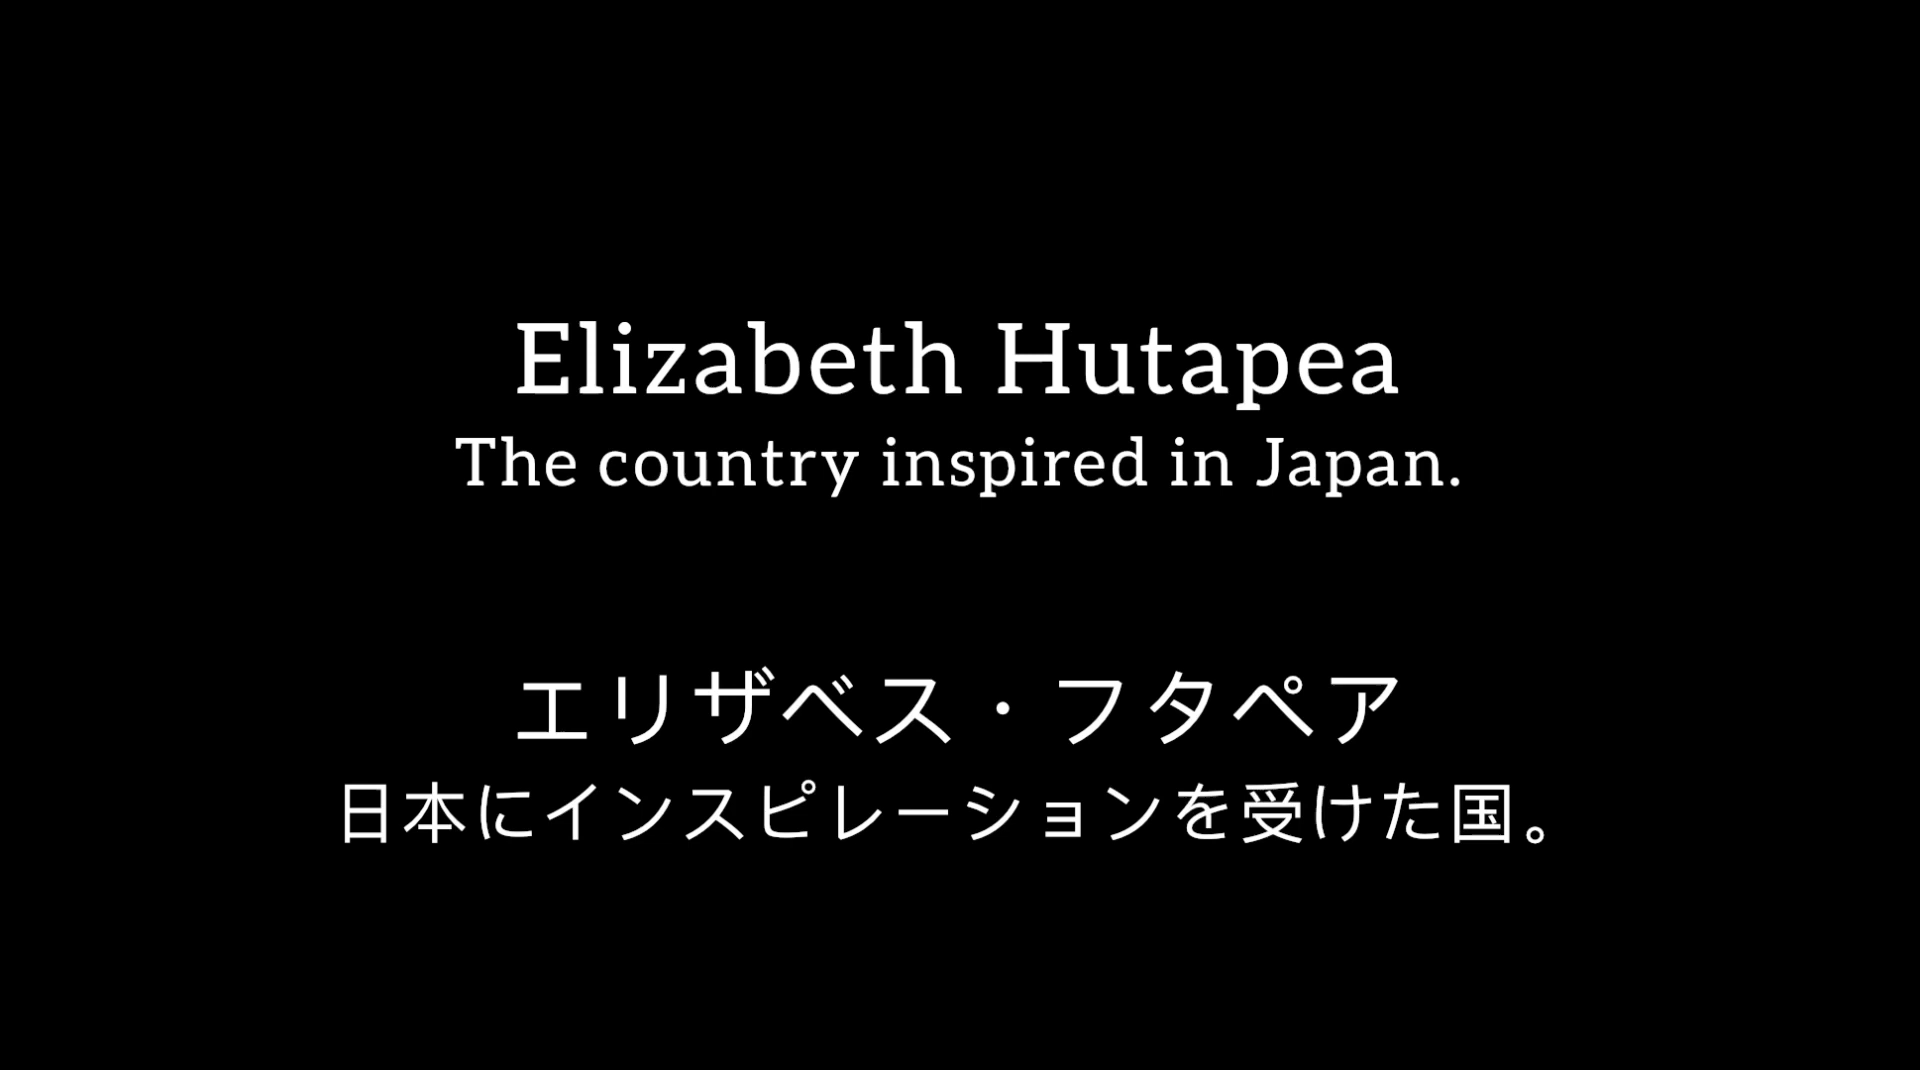 Elizabeth Hutapea
The country inspired in Japan.
エリザベス・フタペア
日本にインスピレーションを受けた国。